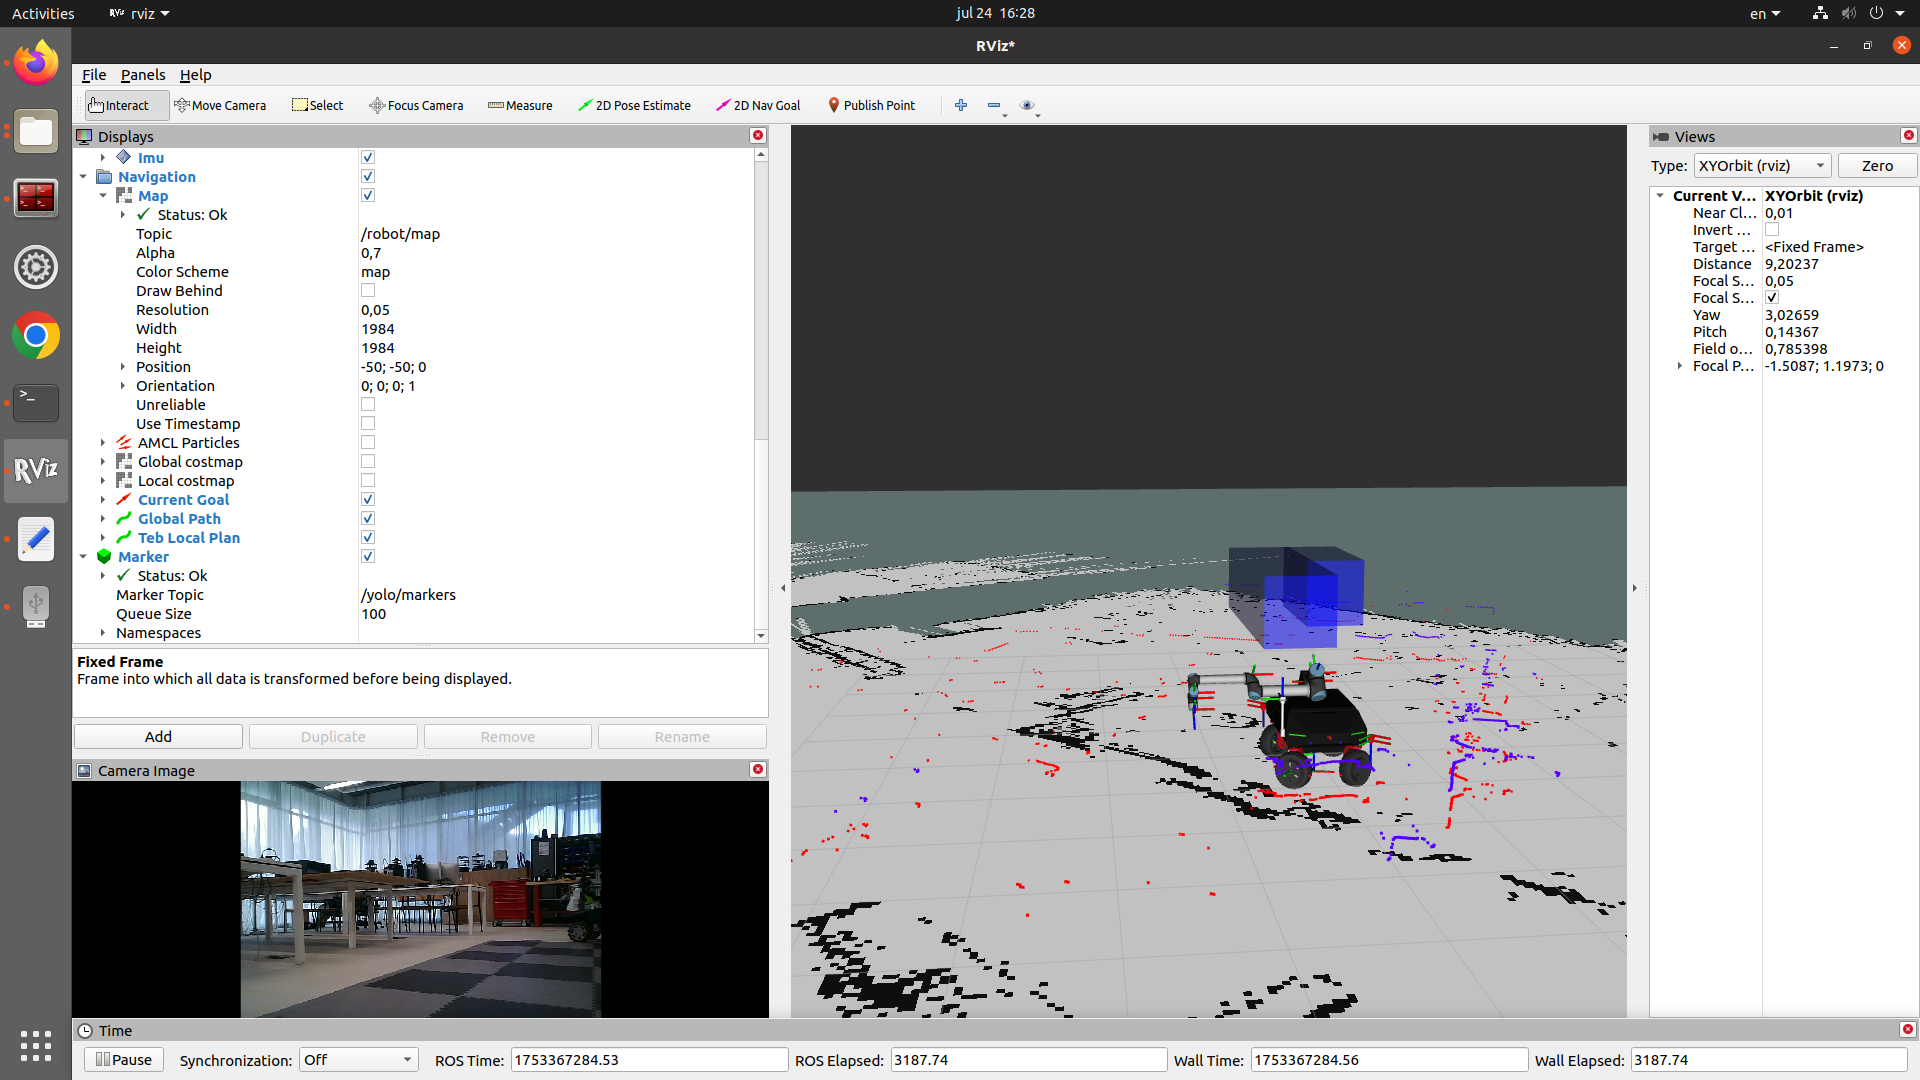 Activities
RViz rviz
jul 24 16:28
en
RViz*
File Panels Help
Interact Move Camera Select Focus Camera Measure 2D Pose Estimate 2D Nav Goal Publish Point
Displays
Imu
Navigation
Map
Status: Ok
Topic /robot/map
Alpha 0,7
Color Scheme map
Draw Behind
Resolution 0,05
Width 1984
Height 1984
Position -50; -50; 0
Orientation 0; 0; 0; 1
Unreliable
Use Timestamp
AMCL Particles
Global costmap
Local costmap
Current Goal
Global Path
Teb Local Plan
Marker
Status: Ok
Marker Topic /yolo/markers
Queue Size 100
Namespaces
Fixed Frame
Frame into which all data is transformed before being displayed.
Add Duplicate Remove Rename
Camera Image
Views
Type: XYOrbit (rviz) Zero
Current V... XYOrbit (rviz)
Near Cl... 0,01
Invert ...
Target ... <Fixed Frame>
Distance 9,20237
Focal S... 0,05
Focal S...
Yaw 3,02659
Pitch 0,14367
Field o... 0,785398
Focal P... -1.5087; 1.1973; 0
RViz
Time
Pause Synchronization: Off ROS Time: 1753367284.53 ROS Elapsed: 3187.74 Wall Time: 1753367284.56 Wall Elapsed: 3187.74